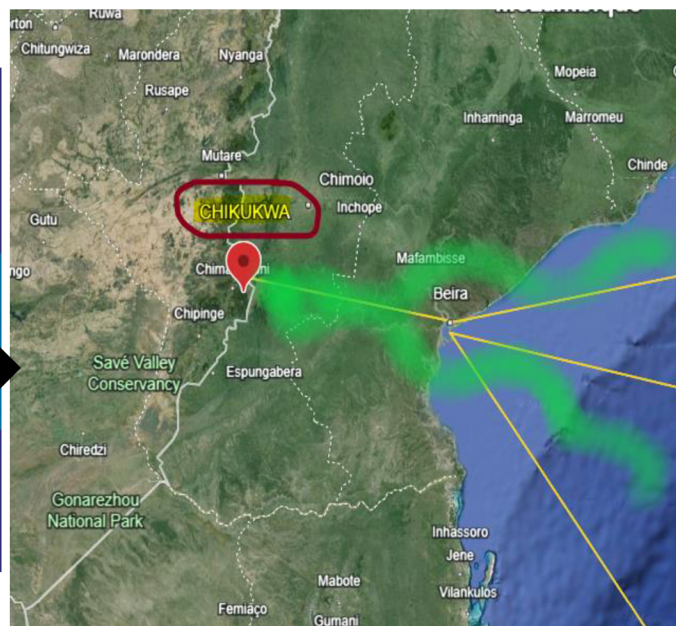 Ruwa
Chitungwiza
Marondera
Nyanga
Rusape
Mopeia
Inhaminga
Marromeu
Mutare
Chinde
Chimoio
CHIKUKWA
Inchope
Gutu
Mafambisse
Beira
Chipinge
Savé Valley
Conservancy
Espungabera
Chiredzi
Gonarezhou
National Park
Inhassoro
Jene
Mabote
Vilankulos
Femiaço
Gumani